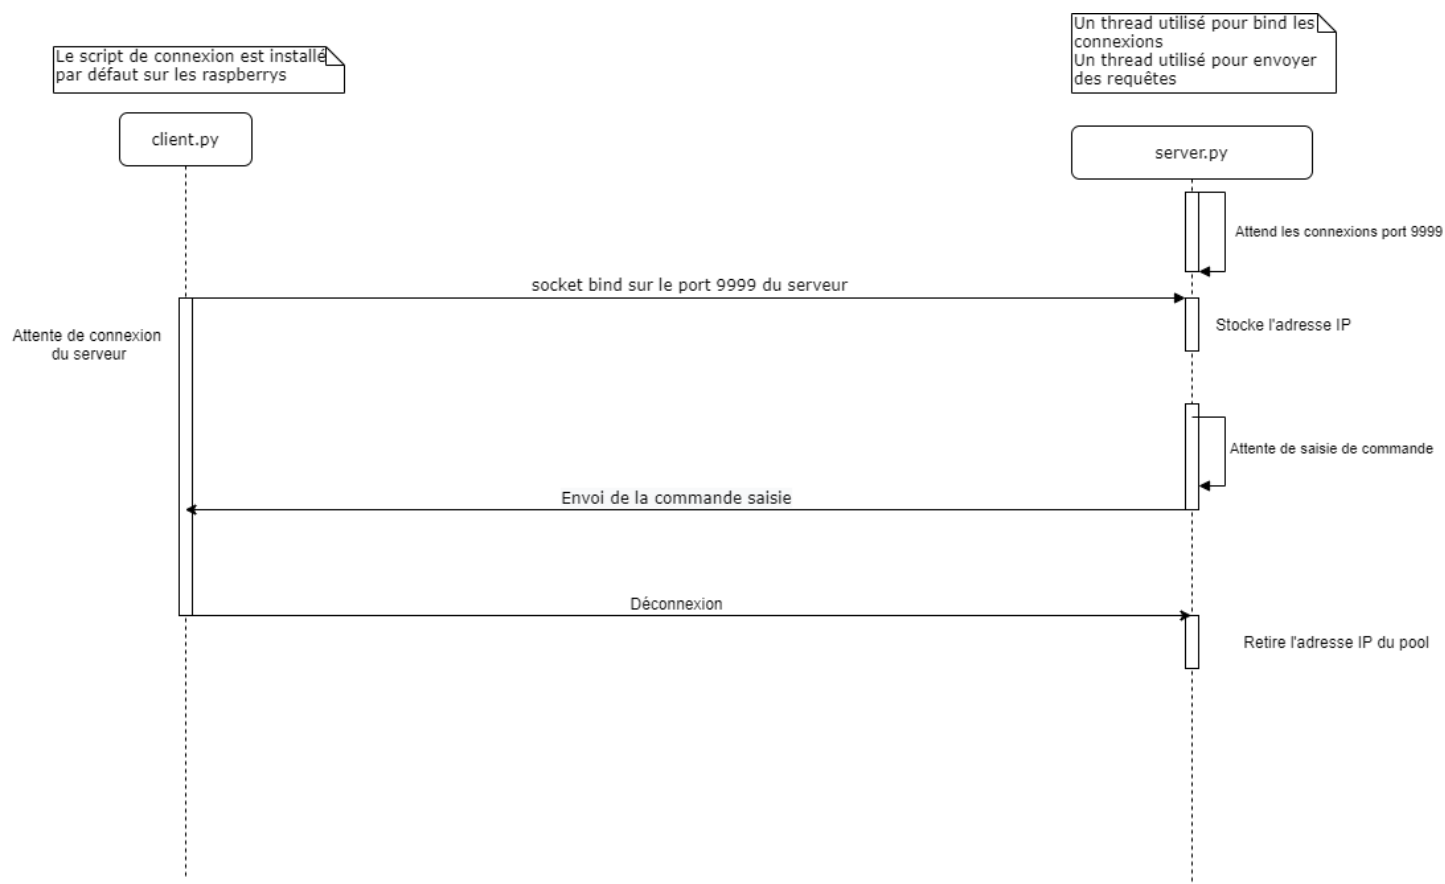 Un thread utilisé pour bind les
connexions
Un thread utilisé pour envoyer
des requêtes
Le script de connexion est installé
par défaut sur les raspberrys
client.py
server.py
Attend les connexions port 9999
socket bind sur le port 9999 du serveur
Stocke l'adresse IP
Attente de connexion
du serveur
Attente de saisie de commande
Envoi de la commande saisie
Déconnexion
Retire l'adresse IP du pool